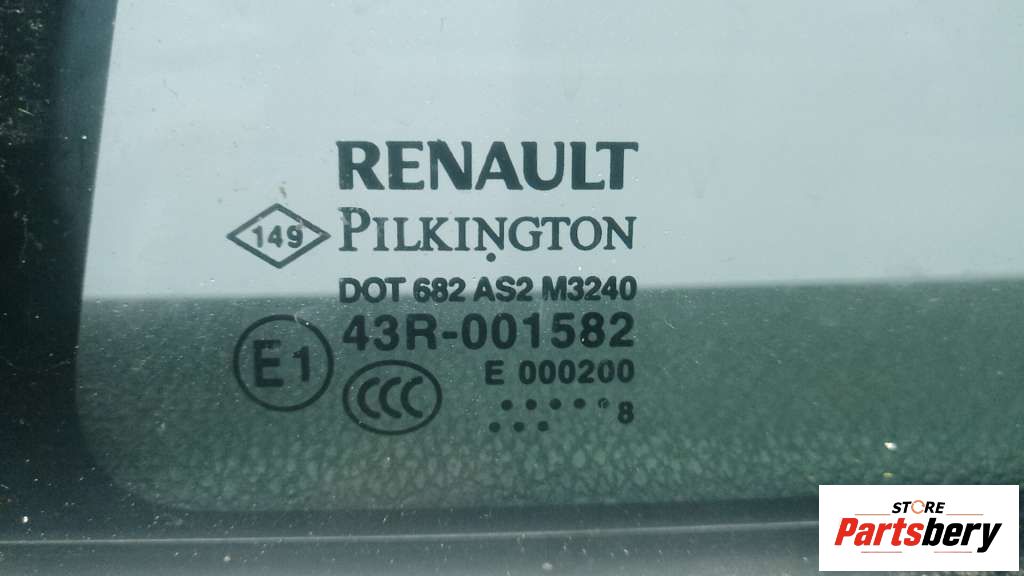 RENAULT
149 PILKINGTON
DOT 682 AS2 M3240
E1 43R-001582
CCC E 000200
..... 8
...
STORE
Partsbery